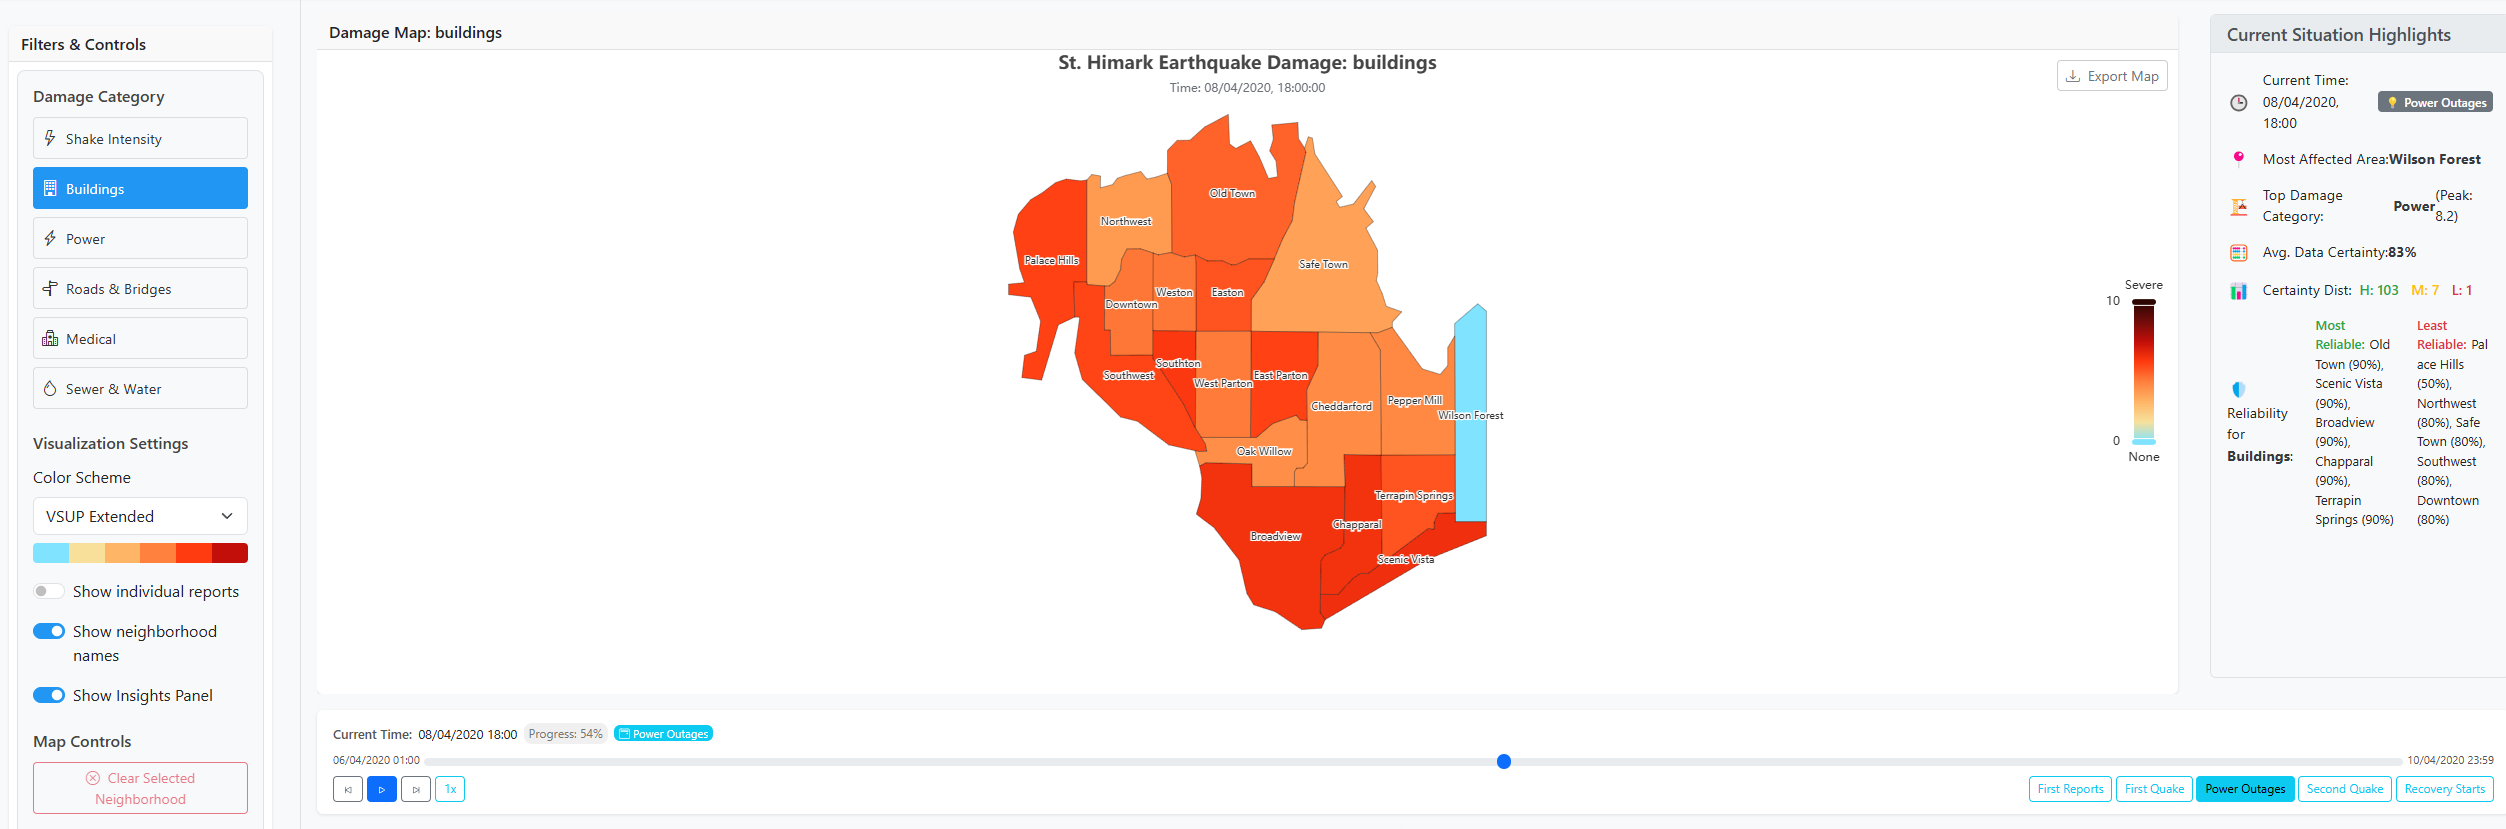 Filters & Controls
Damage Category
Shake Intensity
Buildings
Power
Roads & Bridges
Medical
Sewer & Water
Visualization Settings
Color Scheme
VSUP Extended
Show individual reports
Show neighborhood
names
Show Insights Panel
Map Controls
Clear Selected
Neighborhood
Damage Map: buildings
St. Himark Earthquake Damage: buildings
Time: 08/04/2020, 18:00:00
Export Map
Old Town
Northwest
Palace Hills
Safe Town
Weston
Easton
Downtown
Southton
Southwest
West Parton
East Parton
Cheddarford
Pepper Mill
Wilson Forest
Oak Willow
Terrapin Springs
Chapparal
Broadview
Scenic Vista
Severe
10
0
None
Current Time: 08/04/2020 18:00
Progress: 54%
Power Outages
06/04/2020 01:00
10/04/2020 23:59
1x
First Reports
First Quake
Power Outages
Second Quake
Recovery Starts
Current Situation Highlights
Current Time:
08/04/2020,
18:00
Power Outages
Most Affected Area:Wilson Forest
Top Damage
Category:
Power
(Peak:
8.2)
Avg. Data Certainty:83%
Certainty Dist: H: 103 M: 7 L: 1
Reliability
for
Buildings:
Most
Reliable: Old
Town (90%),
Scenic Vista
(90%),
Broadview
(90%),
Chapparal
(90%),
Terrapin
Springs (90%)
Least
Reliable: Pal
ace Hills
(50%),
Northwest
(80%), Safe
Town (80%),
Southwest
(80%),
Downtown
(80%)